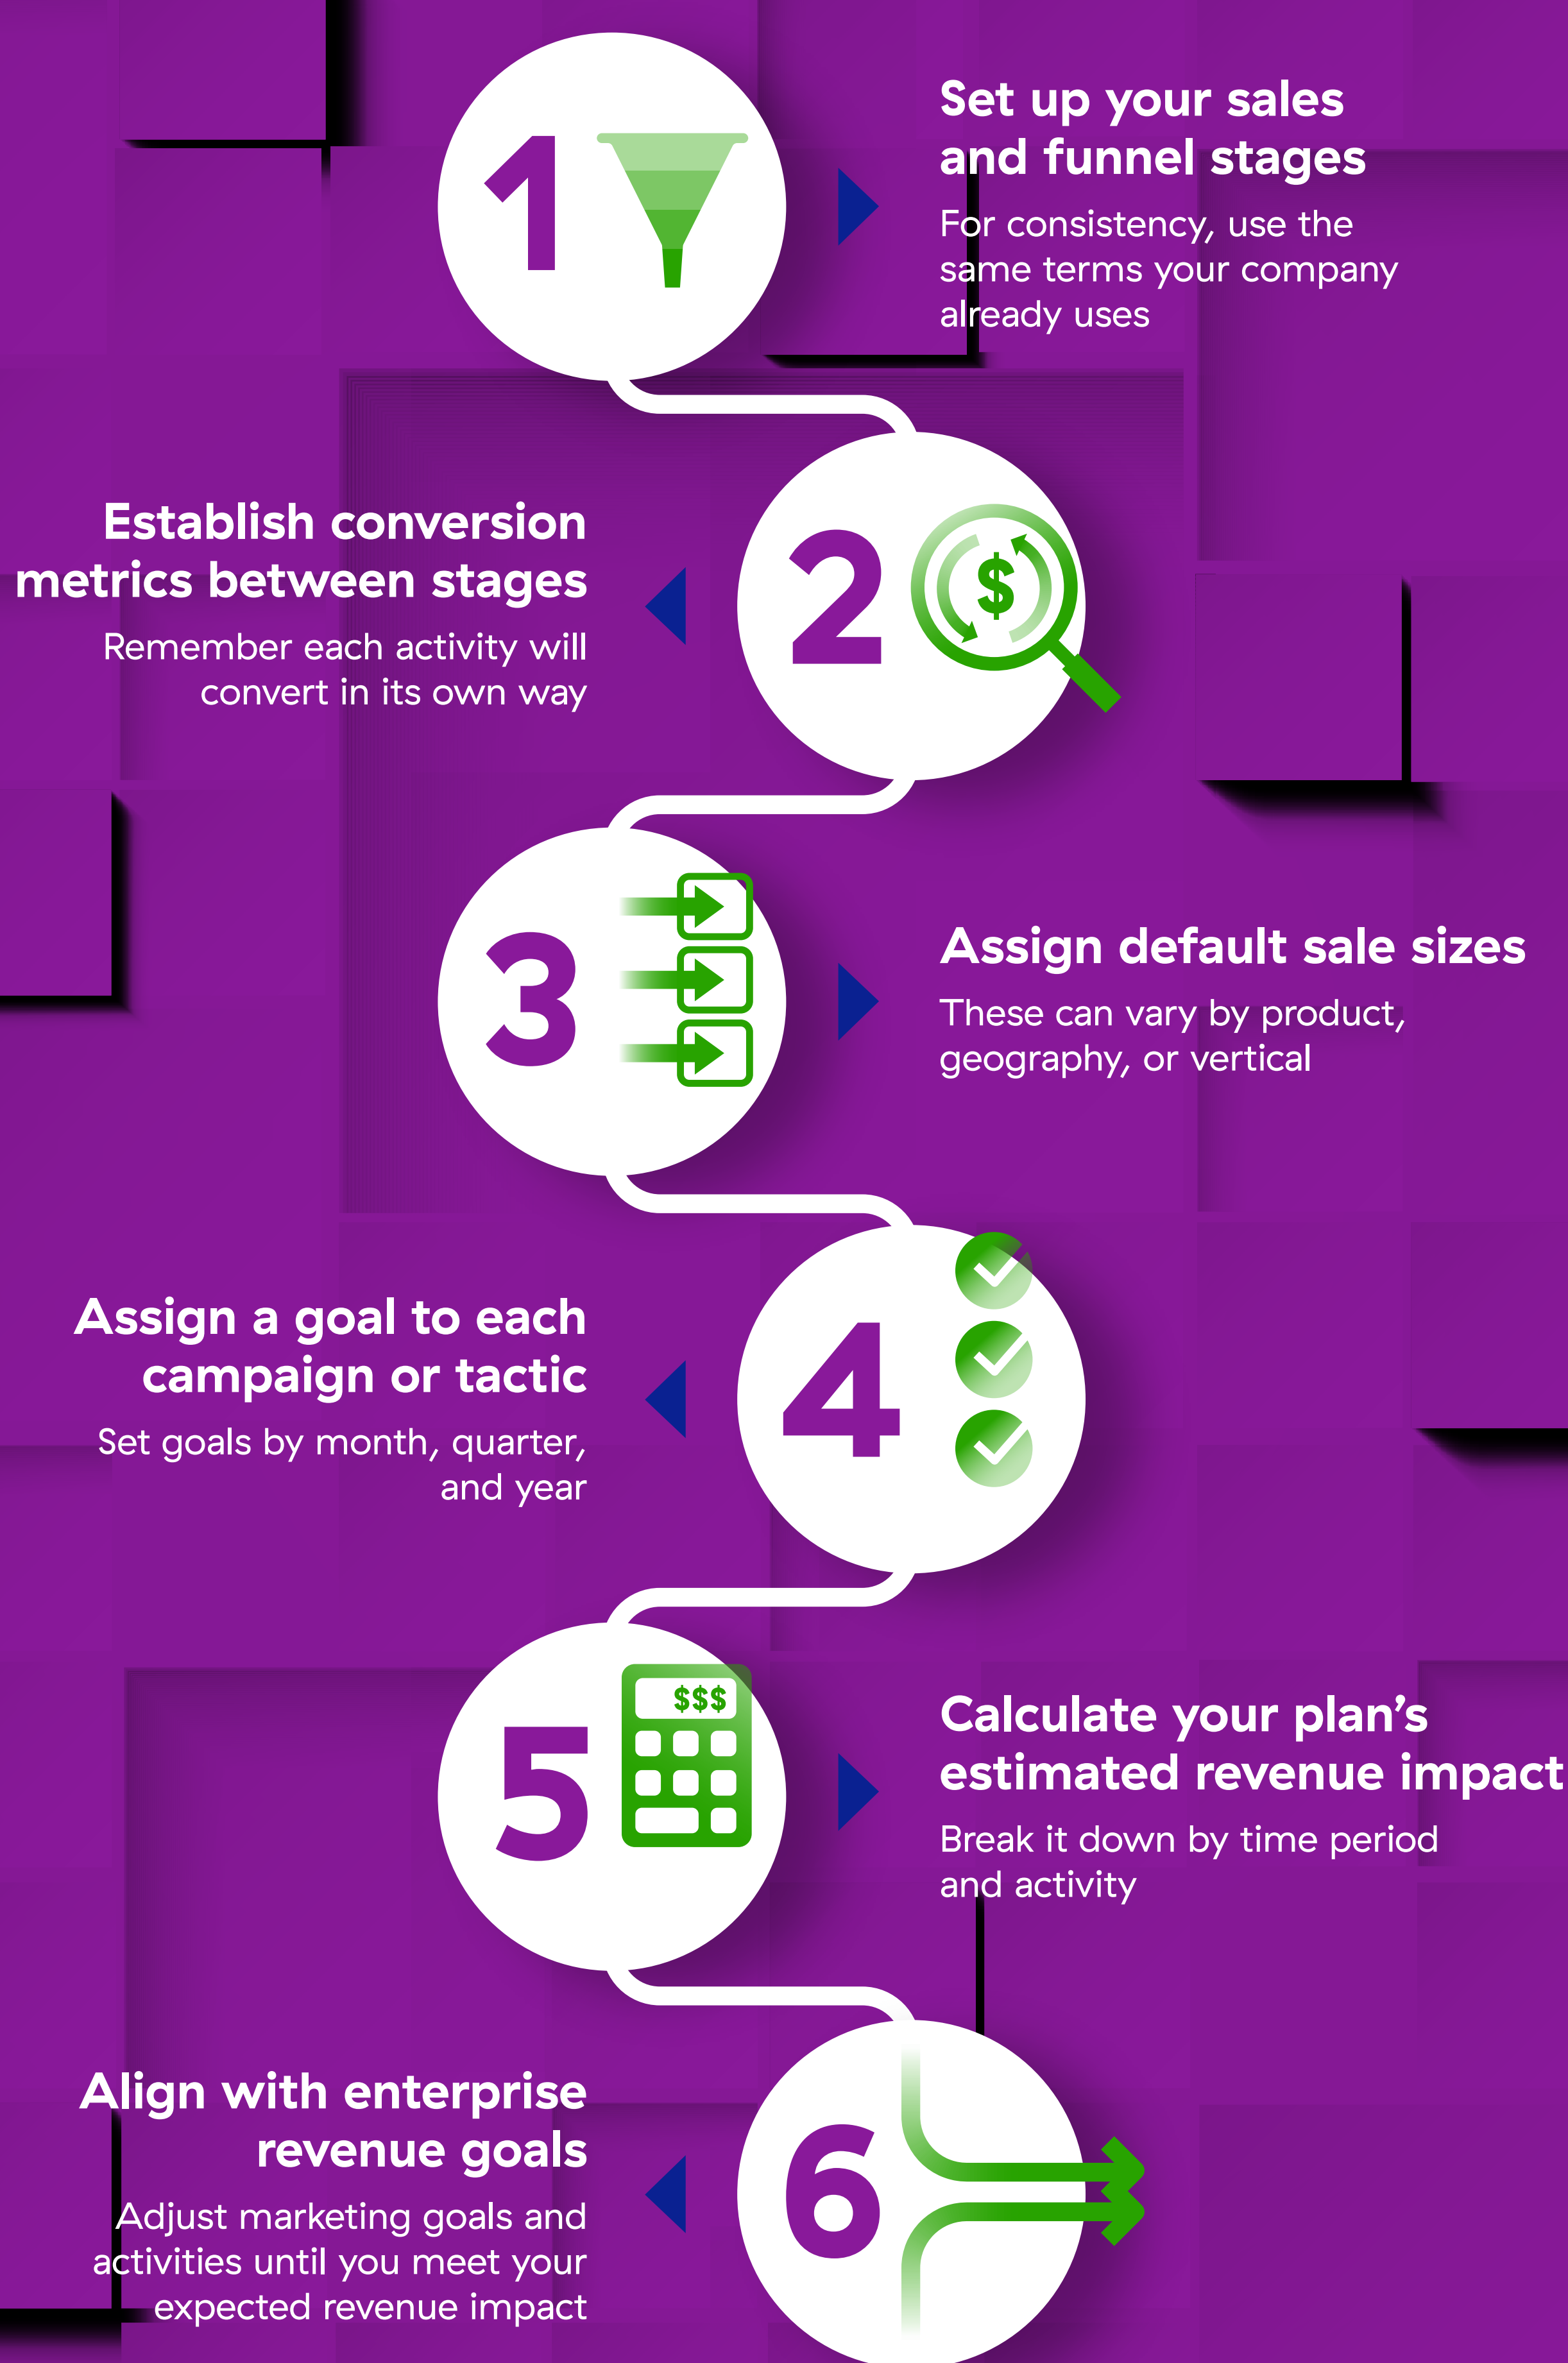 1
Set up your sales
and funnel stages
For consistency, use the
same terms your company
already uses
Establish conversion
metrics between stages
Remember each activity will
convert in its own way
2
$
3
Assign default sale sizes
These can vary by product,
geography, or vertical
Assign a goal to each
campaign or tactic
Set goals by month, quarter,
and year
4
5
$$$
Calculate your plan’s
estimated revenue impact
Break it down by time period
and activity
Align with enterprise
revenue goals
Adjust marketing goals and
activities until you meet your
expected revenue impact
6